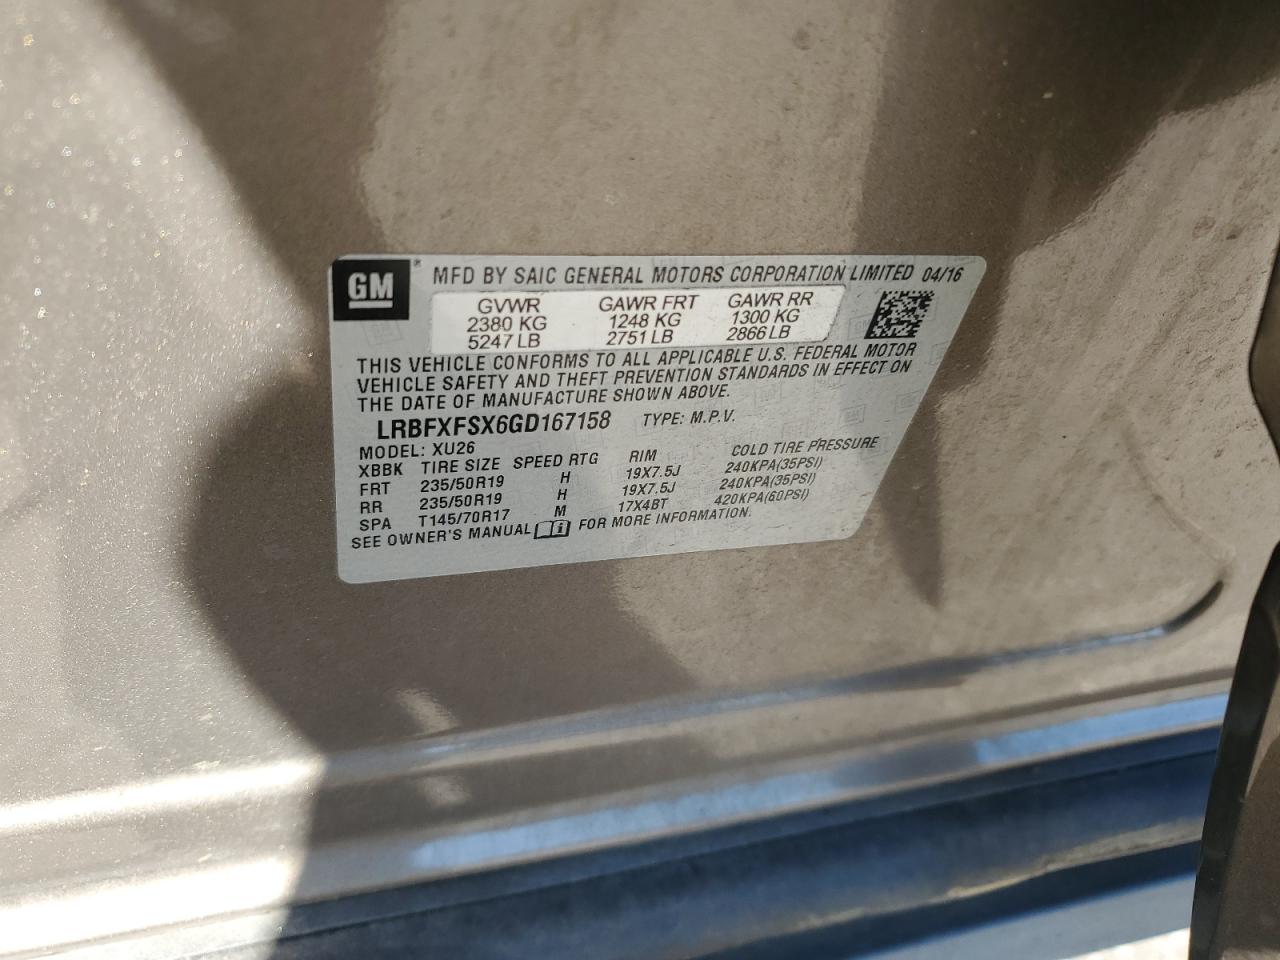 GM
MFD BY SAIC GENERAL MOTORS CORPORATION LIMITED 04/16
GVWR GAWR FRT GAWR RR
2380 KG 1248 KG 1300 KG
5247 LB 2751 LB 2866 LB
THIS VEHICLE CONFORMS TO ALL APPLICABLE U.S. FEDERAL MOTOR
VEHICLE SAFETY AND THEFT PREVENTION STANDARDS IN EFFECT ON
THE DATE OF MANUFACTURE SHOWN ABOVE.
LRBFXFSX6GD167158 TYPE: M.P.V.
MODEL: XU26
XBBK TIRE SIZE SPEED RTG RIM COLD TIRE PRESSURE
FRT 235/50R19 H 19X7.5J 240KPA(35PSI)
RR 235/50R19 H 19X7.5J 240KPA(35PSI)
SPA T145/70R17 M 17X4BT 420KPA(60PSI)
SEE OWNER'S MANUAL FOR MORE INFORMATION.